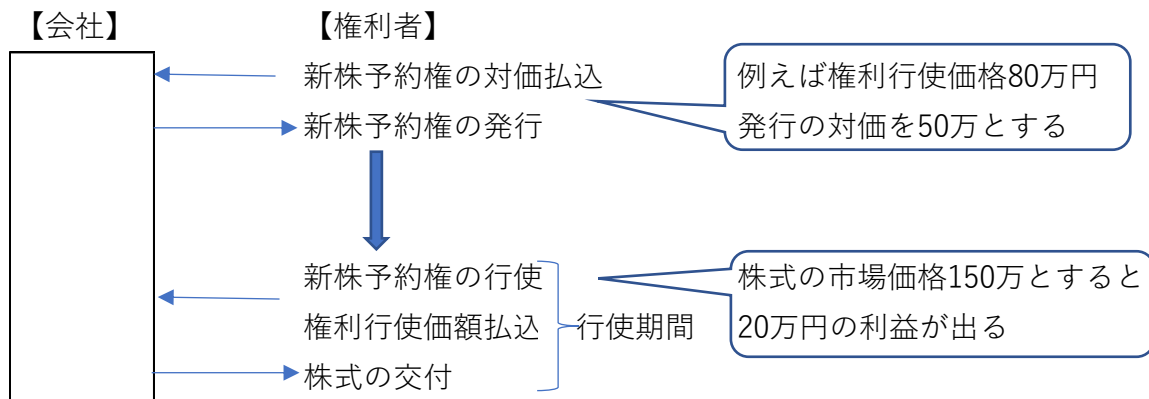 【会社】
【権利者】
新株予約権の対価払込
例えば権利行使価格80万円
新株予約権の発行
発行の対価を50万とする
新株予約権の行使
株式の市場価格150万とすると
権利行使価額払込
行使期間
20万円の利益が出る
株式の交付